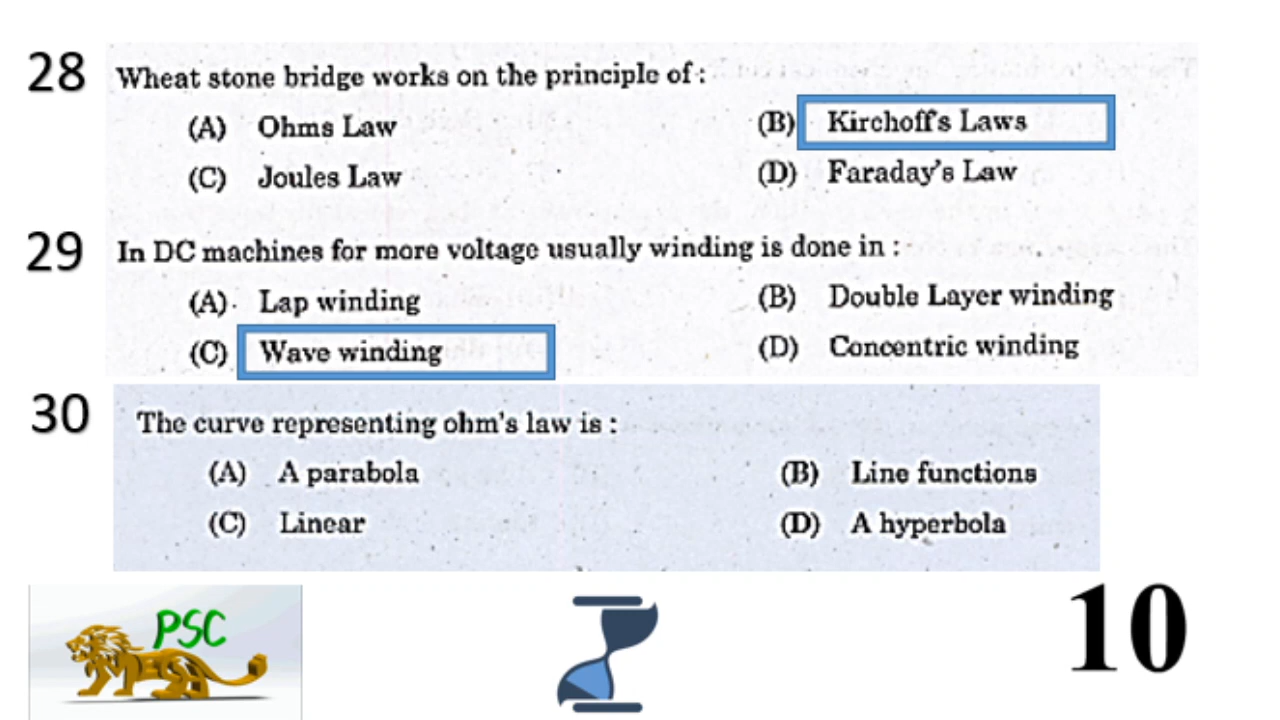 28 Wheat stone bridge works on the principle of :
(A) Ohms Law (B) Kirchoff's Laws
(C) Joules Law (D) Faraday's Law
29 In DC machines for more voltage usually winding is done in :
(A). Lap winding (B) Double Layer winding
(C) Wave winding (D) Concentric winding
30 The curve representing ohm's law is :
(A) A parabola (B) Line functions
(C) Linear (D) A hyperbola
PSC
10